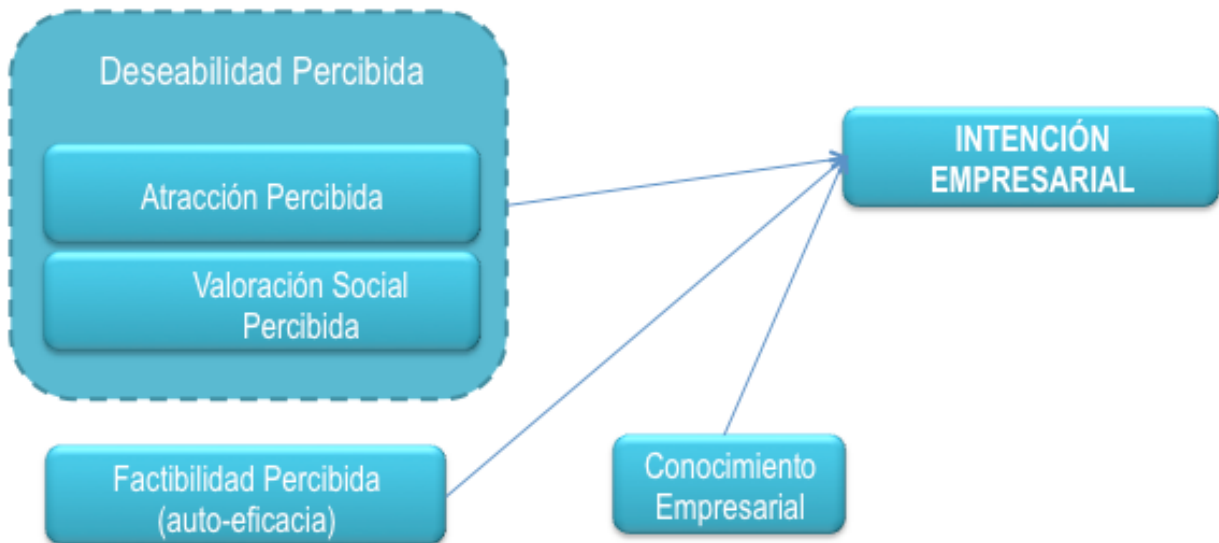 Deseabilidad Percibida
Atracción Percibida
Valoración Social
Percibida
INTENCIÓN
EMPRESARIAL
Factibilidad Percibida
(auto-eficacia)
Conocimiento
Empresarial